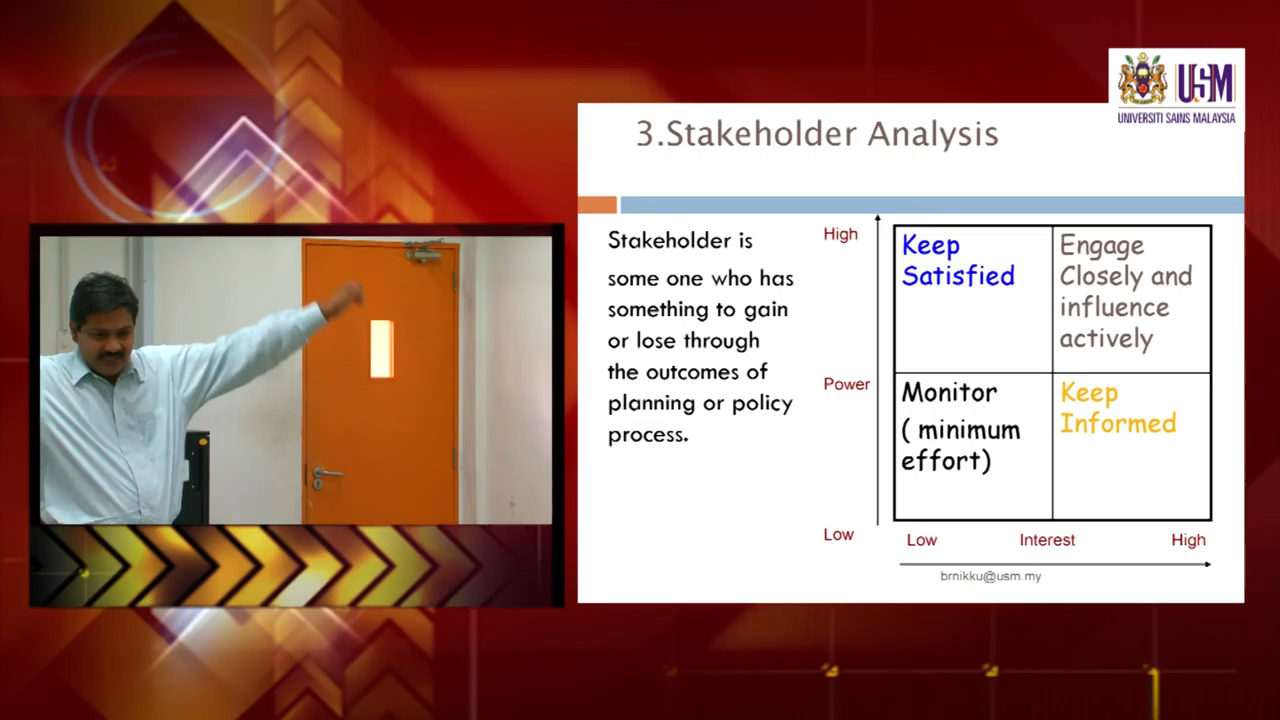 USM
UNIVERSITI SAINS MALAYSIA
3.Stakeholder Analysis
Stakeholder is
some one who has
something to gain
or lose through
the outcomes of
planning or policy
process.
High
Power
Low
Keep
Satisfied
Engage
Closely and
influence
actively
Monitor
( minimum
effort)
Keep
Informed
Low Interest High
brnikku@usm.my